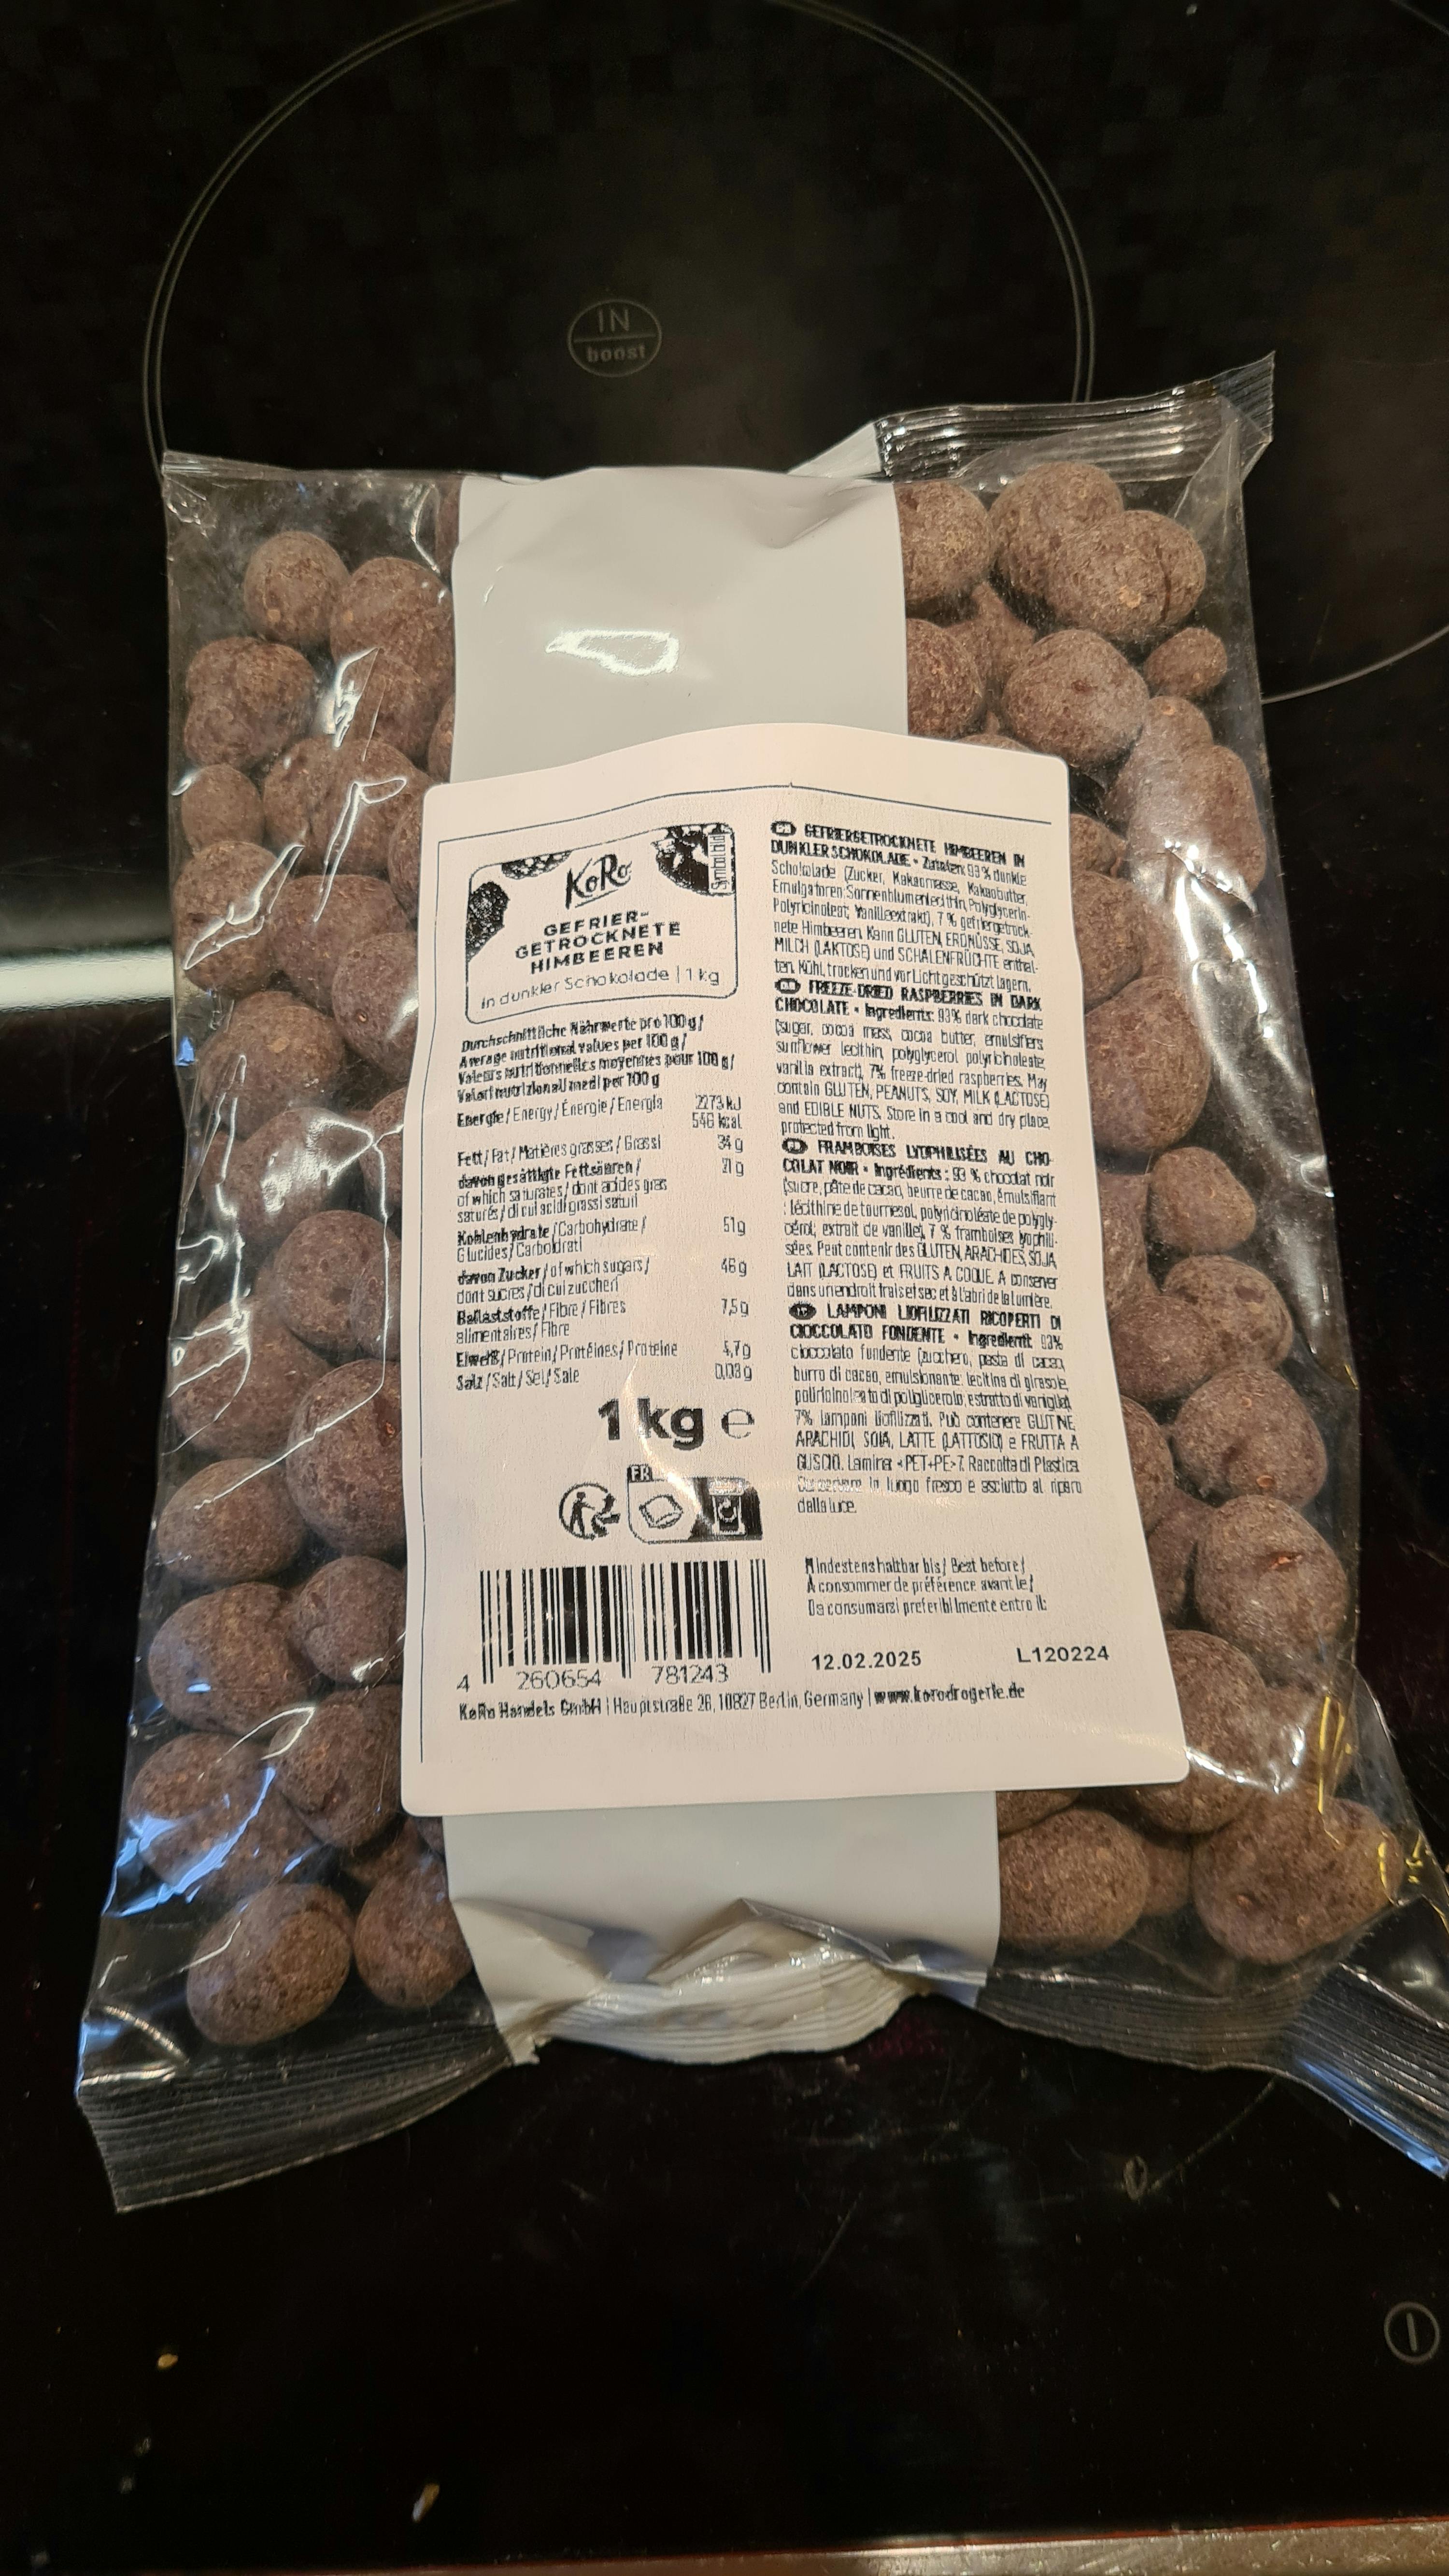 IN
boost
KoRo
Symbolbild
GEFRIER-
GETROCKNETE
HIMBEEREN
in dunkler Schokolade | 1 kg
Durchschnittliche Nährwerte pro 100 g /
Average nutritional values per 100 g /
Valeurs nutritionnelles moyennes pour 100 g /
Valori nutrizionali medi per 100 g
Energie / Energy / Énergie / Energia 2273 kJ
546 kcal
Fett / Fat / Matières grasses / Grassi 34 g
davon gesättigte Fettsäuren / 21 g
of which saturates / dont acides gras
saturés / di cui acidi grassi saturi
Kohlenhydrate / Carbohydrate / 51 g
Glucides / Carboidrati
davon Zucker / of which sugars / 46 g
dont sucres / di cui zuccheri
Ballaststoffe / Fibre / Fibres 7,5 g
alimentaires / Fibre
Eiweiß / Protein / Protéines / Proteine 4,7 g
Salz / Salt / Sel / Sale 0,03 g
1 kg e
FR
4 260654 781243
KoRo Handels GmbH | Hauptstraße 26, 10827 Berlin, Germany | www.korodrogerie.de
DE GEFRIERGETROCKNETE HIMBEEREN IN
DUNKLER SCHOKOLADE • Zutaten: 93 % dunkle
Schokolade (Zucker, Kakaomasse, Kakaobutter,
Emulgatoren: Sonnenblumenlecithin, Polyglycerin-
Polyricinoleat; Vanilleextrakt), 7 % gefriergetrock-
nete Himbeeren. Kann GLUTEN, ERDNÜSSE, SOJA,
MILCH (LAKTOSE) und SCHALENFRÜCHTE enthal-
ten. Kühl, trocken und vor Licht geschützt lagern.
GB FREEZE-DRIED RASPBERRIES IN DARK
CHOCOLATE • Ingredients: 93% dark chocolate
(sugar, cocoa mass, cocoa butter, emulsifiers
sunflower lecithin, polyglycerol polyricinoleate,
vanilla extract), 7% freeze-dried raspberries. May
contain GLUTEN, PEANUTS, SOY, MILK (LACTOSE)
and EDIBLE NUTS. Store in a cool and dry place,
protected from light.
FR FRAMBOISES LYOPHILISÉES AU CHO-
COLAT NOIR • Ingrédients : 93 % chocolat noir
(sucre, pâte de cacao, beurre de cacao, émulsifiant
: lécithine de tournesol, polyricinoléate de polygly-
cérol; extrait de vanille), 7 % framboises lyophili-
sées. Peut contenir des GLUTEN, ARACHIDES, SOJA,
LAIT (LACTOSE) et FRUITS A COQUE. A conserver
dans un endroit frais et sec et à l'abri de la lumière.
IT LAMPONI LIOFILIZZATI RICOPERTI DI
CIOCCOLATO FONDENTE • Ingredienti: 93%
cioccolato fondente (zucchero, pasta di cacao,
burro di cacao, emulsionante: lecitina di girasole,
poliricinoleato di poliglicerolo; estratto di vaniglia),
7% lamponi liofilizzati. Può contenere GLUTINE,
ARACHIDI, SOIA, LATTE (LATTOSIO) e FRUTTA A
GUSCIO. Lamina: <PET+PE> 7. Raccolta di Plastica.
Conservare in luogo fresco e asciutto al riparo
dalla luce.
Mindestens haltbar bis / Best before /
À consommer de préférence avant le /
Da consumarsi preferibilmente entro il:
12.02.2025 L120224